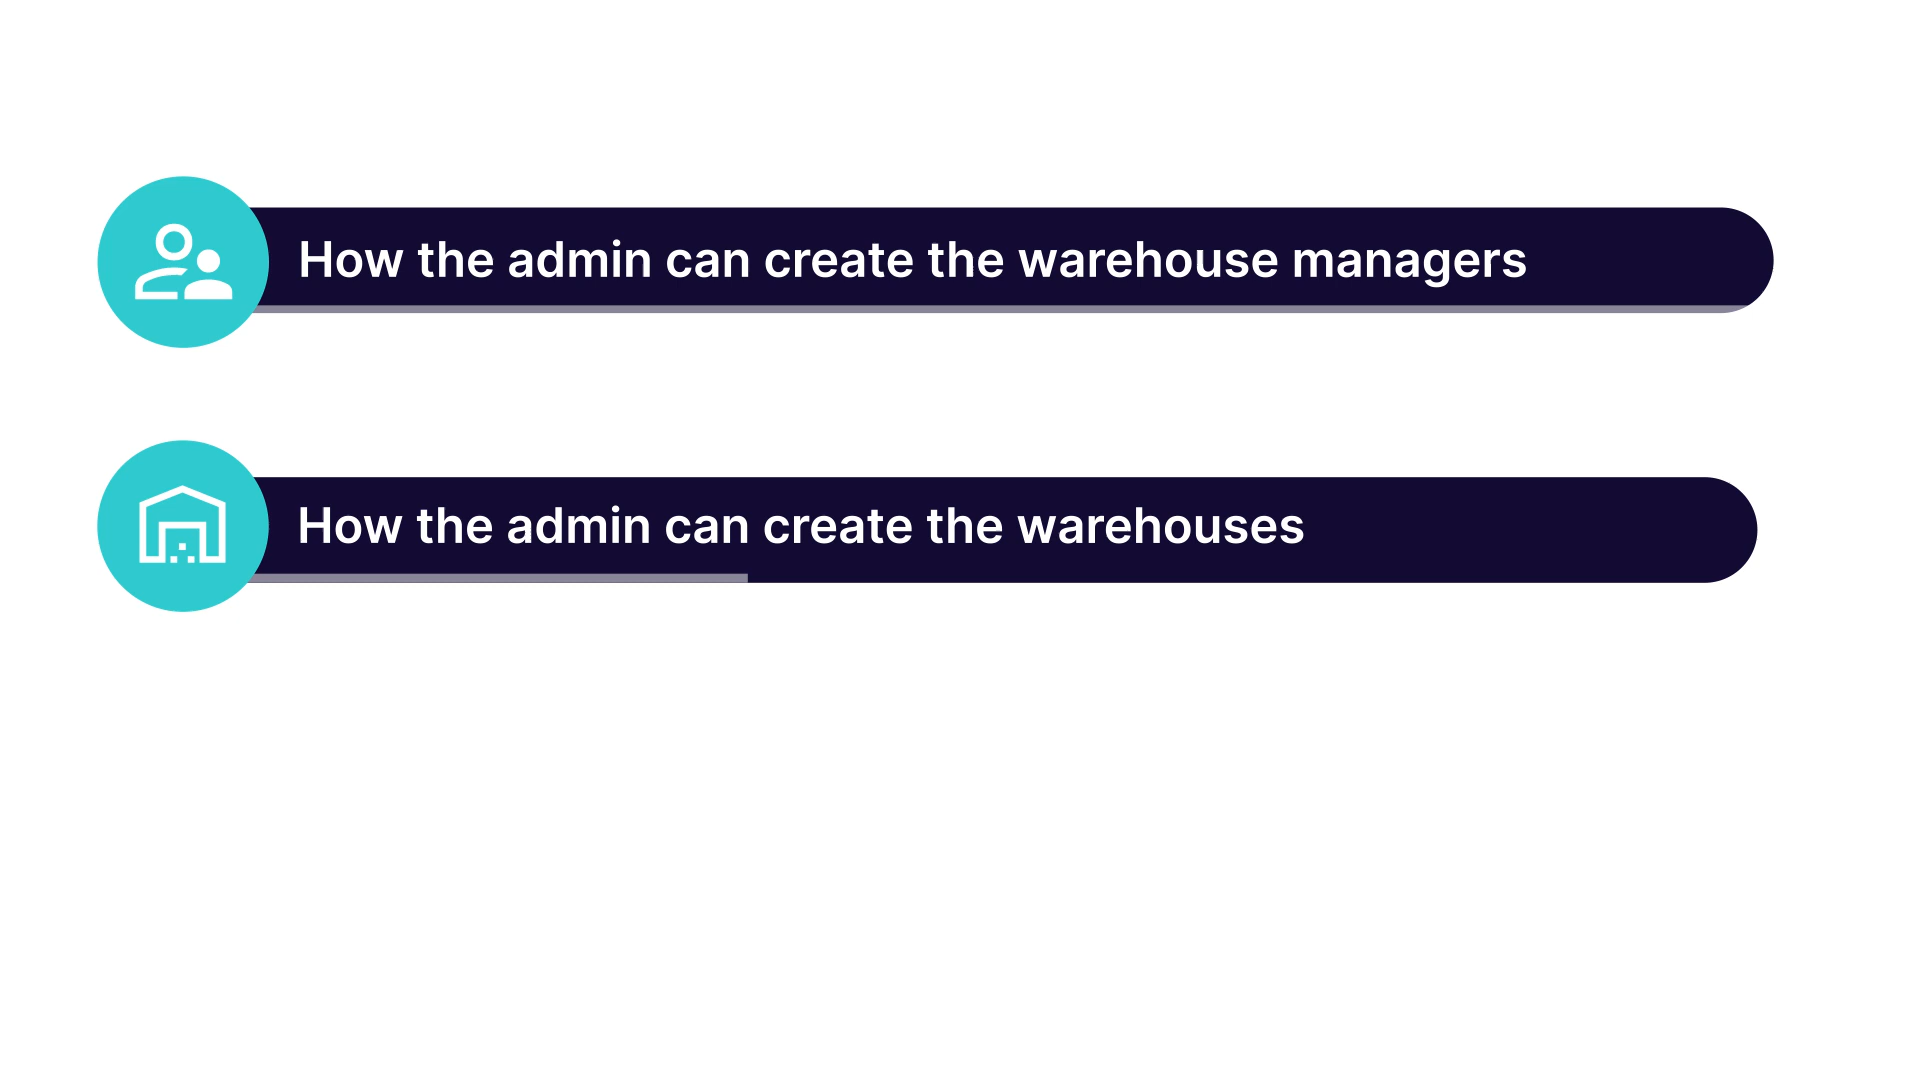 How the admin can create the warehouse managers
How the admin can create the warehouses